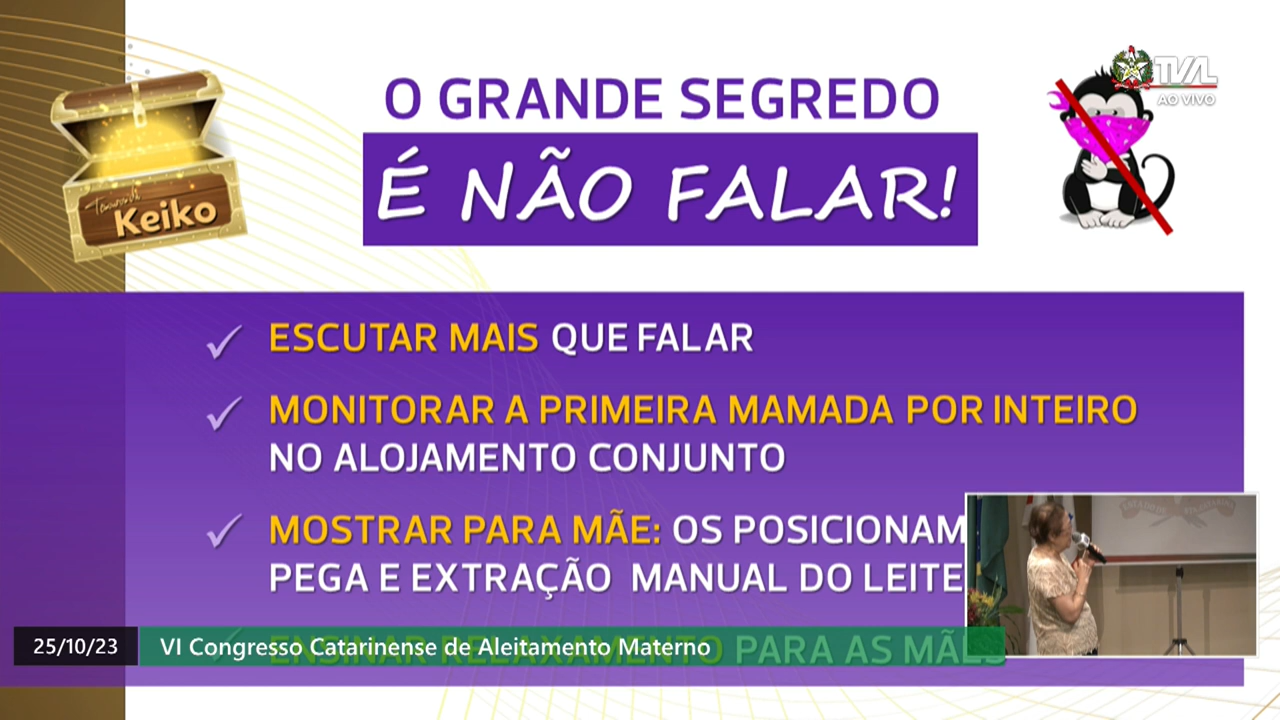 O GRANDE SEGREDO
É NÃO FALAR!
Keiko
TVAL
AO VIVO
ESCUTAR MAIS QUE FALAR
MONITORAR A PRIMEIRA MAMADA POR INTEIRO
NO ALOJAMENTO CONJUNTO
MOSTRAR PARA MÃE: OS POSICIONAM
PEGA E EXTRAÇÃO MANUAL DO LEITE
ENSINAR RELAXAMENTO PARA AS MÃES
25/10/23
VI Congresso Catarinense de Aleitamento Materno